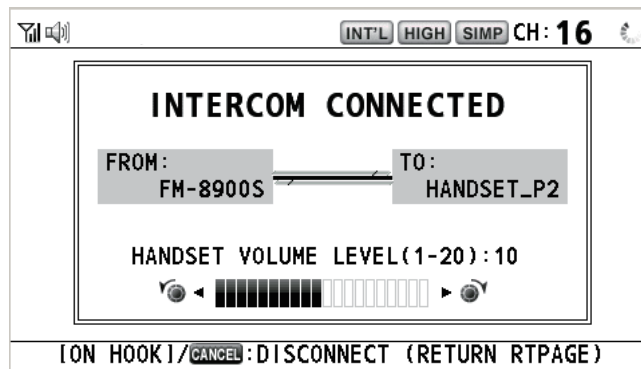 INT'L HIGH SIMP CH: 16
INTERCOM CONNECTED
FROM: TO:
FM-8900S HANDSET_P2
HANDSET VOLUME LEVEL(1-20):10
[ON HOOK]/CANCEL:DISCONNECT (RETURN RTPAGE)